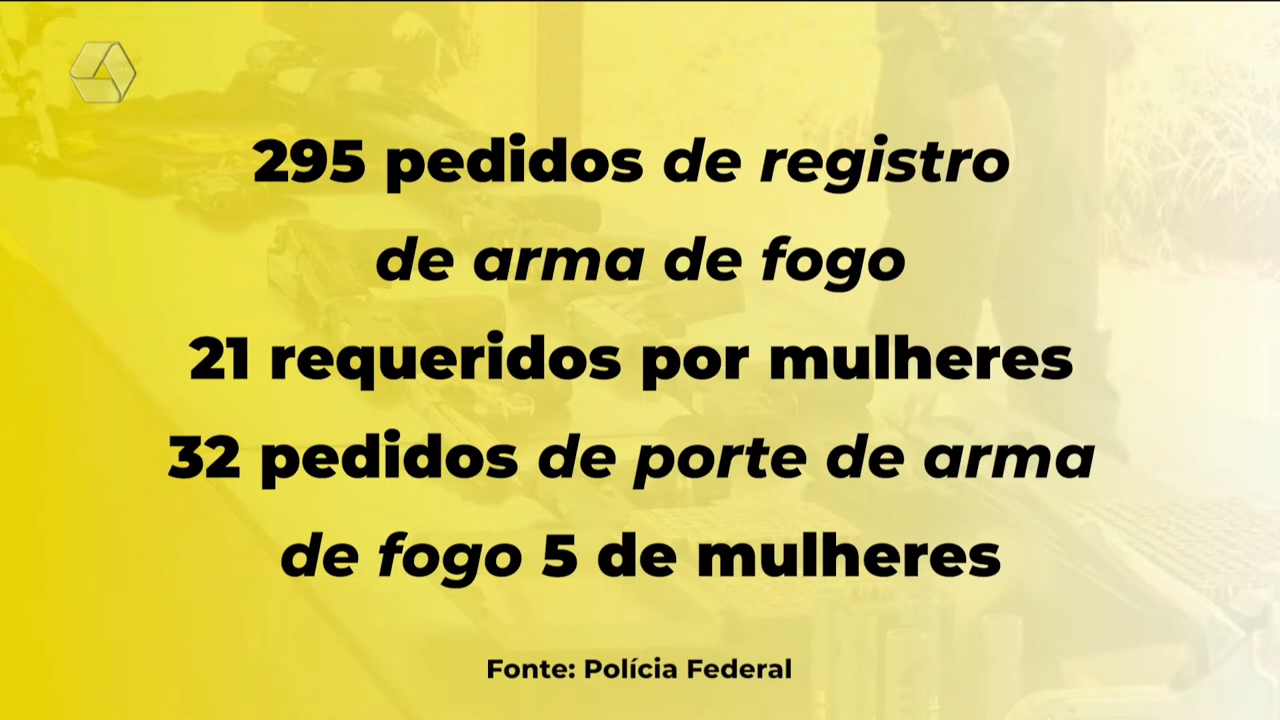 295 pedidos de registro
de arma de fogo
21 requeridos por mulheres
32 pedidos de porte de arma
de fogo 5 de mulheres
Fonte: Polícia Federal